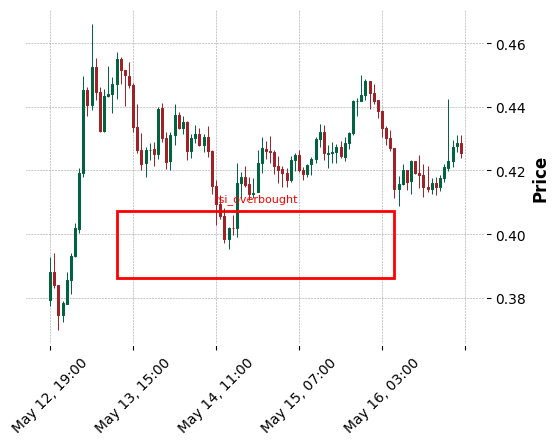 0.46
0.44
0.42
0.40
0.38
Price
si_overbought
May 12, 19:00
May 13, 15:00
May 14, 11:00
May 15, 07:00
May 16, 03:00